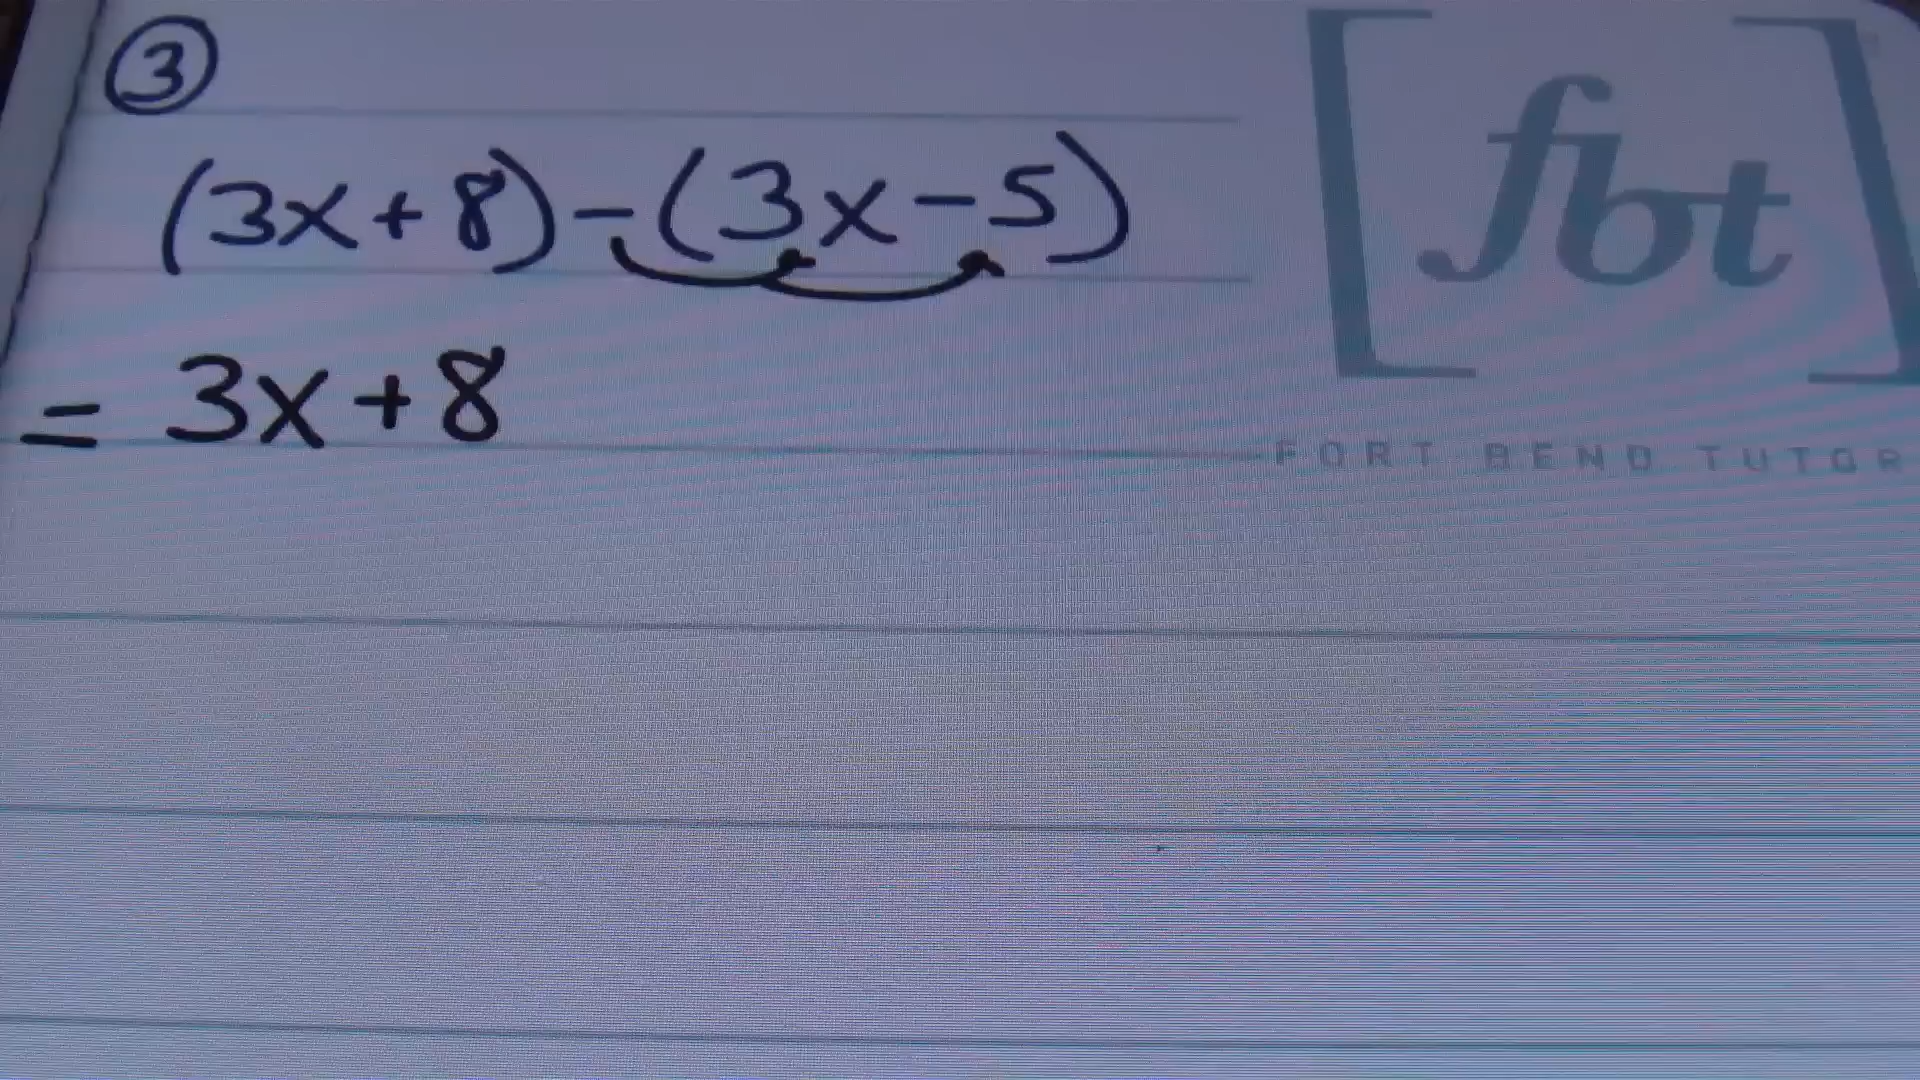 ③
(3x+8)-(3x-5)
= 3x+8
fbt
FORT BEND TUTOR